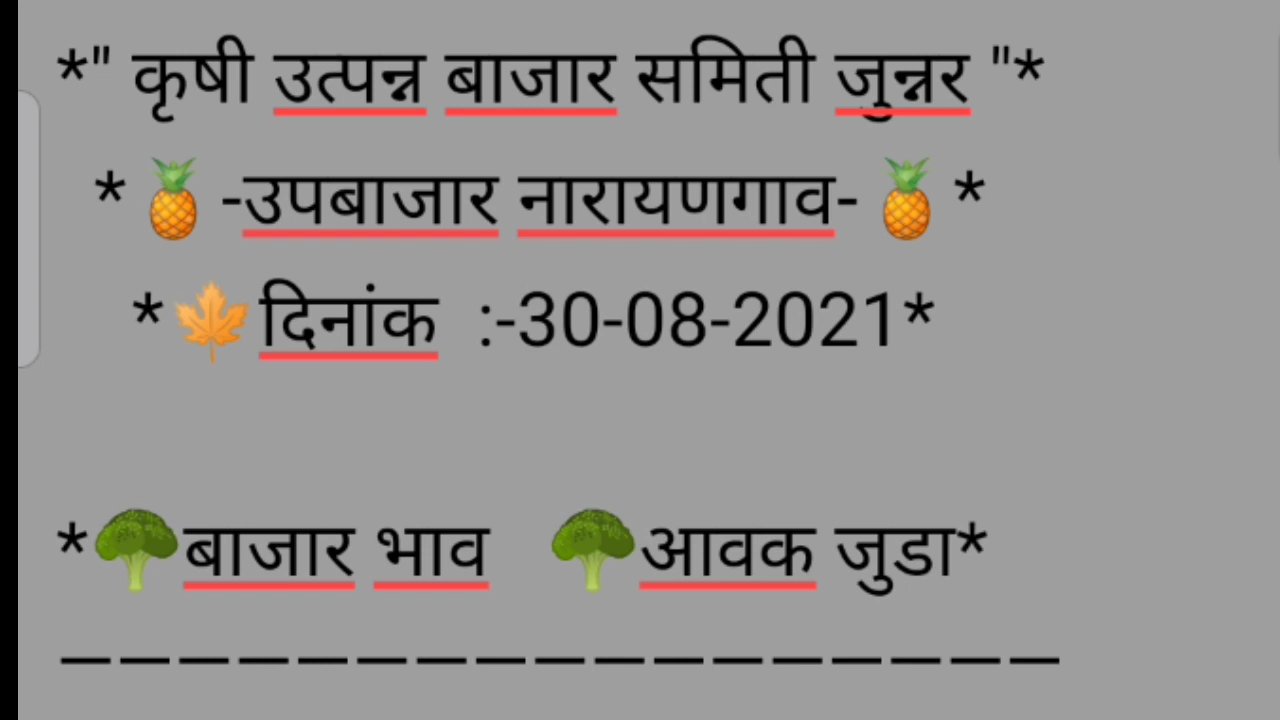 *" कृषी उत्पन्न बाजार समिती जुन्नर "*
*🍍-उपबाजार नारायणगाव-🍍*
*🍁दिनांक :-30-08-2021*
*🥦बाजार भाव 🥦आवक जुडा*
—————————————————